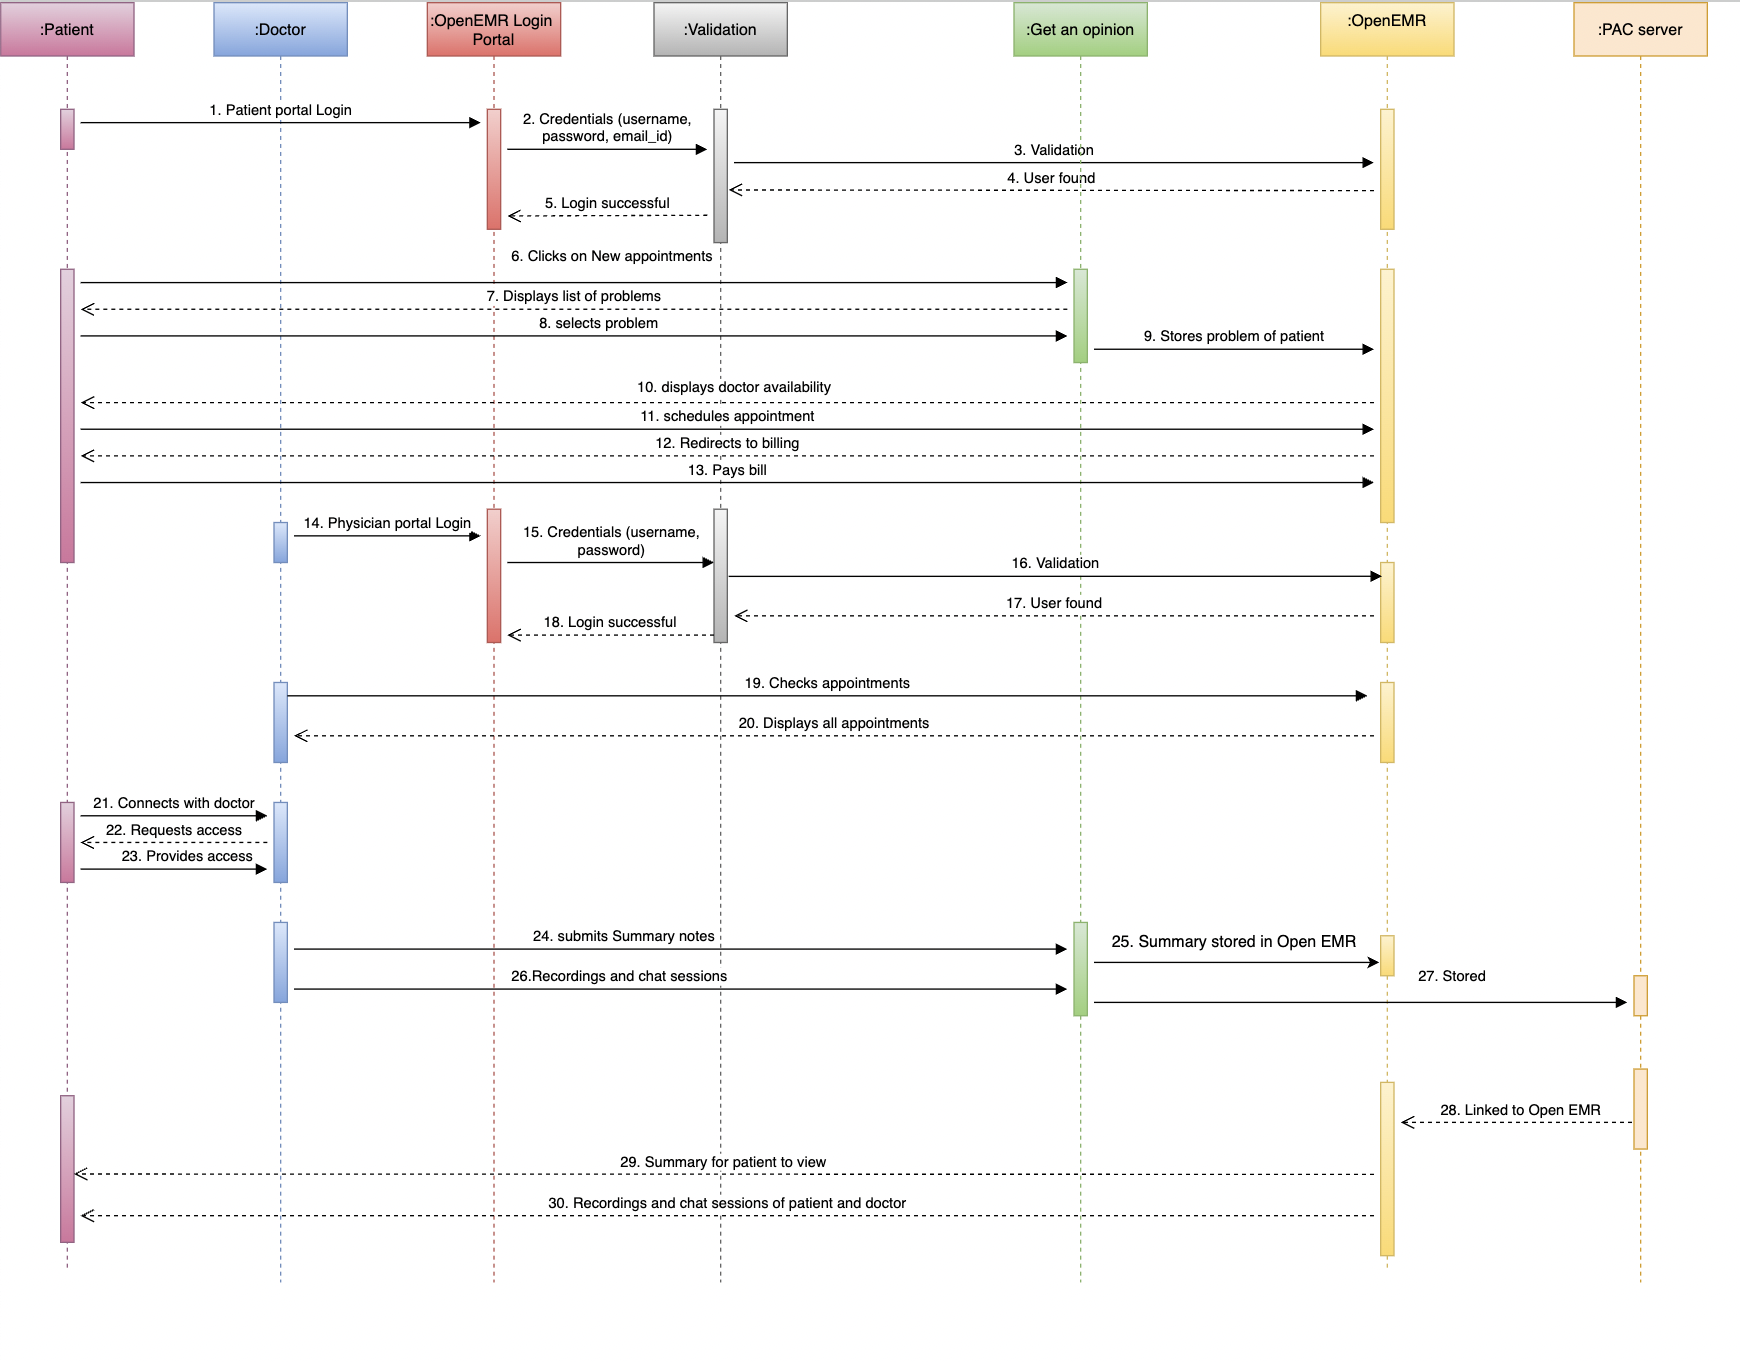 :Patient
:Doctor
:OpenEMR Login
Portal
:Validation
:Get an opinion
:OpenEMR
:PAC server
1. Patient portal Login
2. Credentials (username,
password, email_id)
3. Validation
4. User found
5. Login successful
6. Clicks on New appointments
7. Displays list of problems
8. selects problem
9. Stores problem of patient
10. displays doctor availability
11. schedules appointment
12. Redirects to billing
13. Pays bill
14. Physician portal Login
15. Credentials (username,
password)
16. Validation
17. User found
18. Login successful
19. Checks appointments
20. Displays all appointments
21. Connects with doctor
22. Requests access
23. Provides access
24. submits Summary notes
25. Summary stored in Open EMR
26.Recordings and chat sessions
27. Stored
28. Linked to Open EMR
29. Summary for patient to view
30. Recordings and chat sessions of patient and doctor